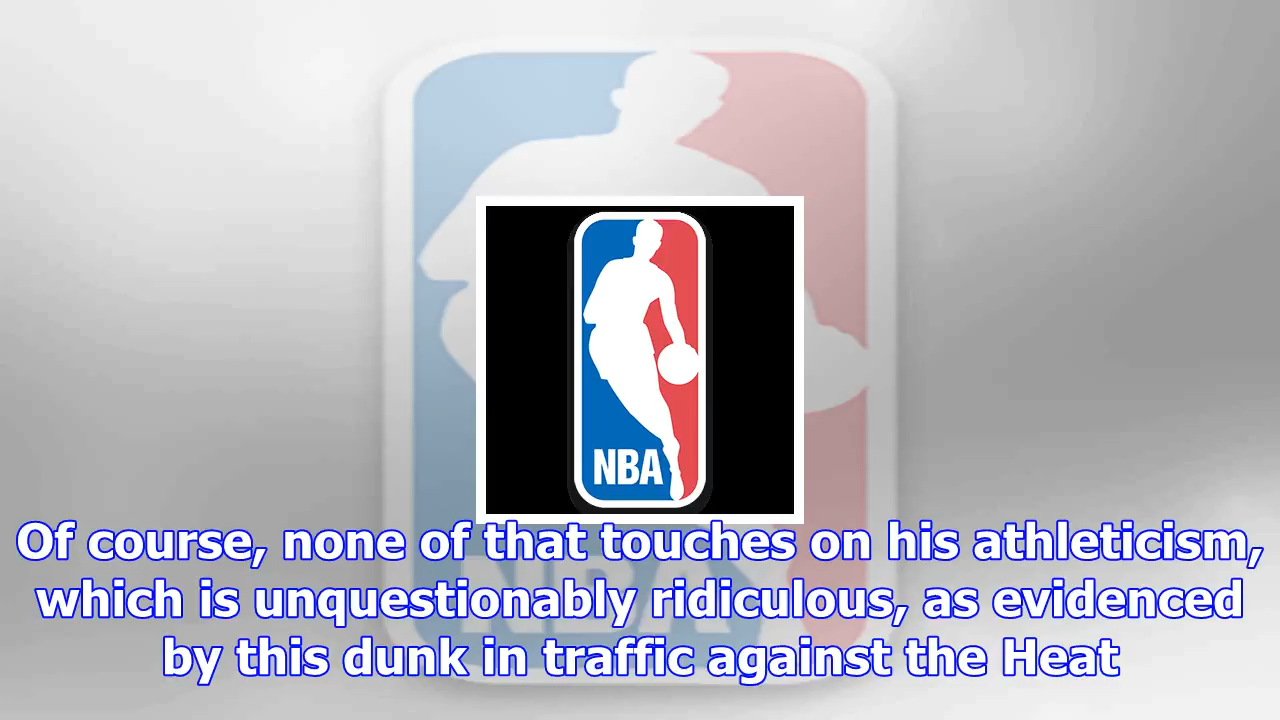 NBA
Of course, none of that touches on his athleticism,
which is unquestionably ridiculous, as evidenced
by this dunk in traffic against the Heat
NBA